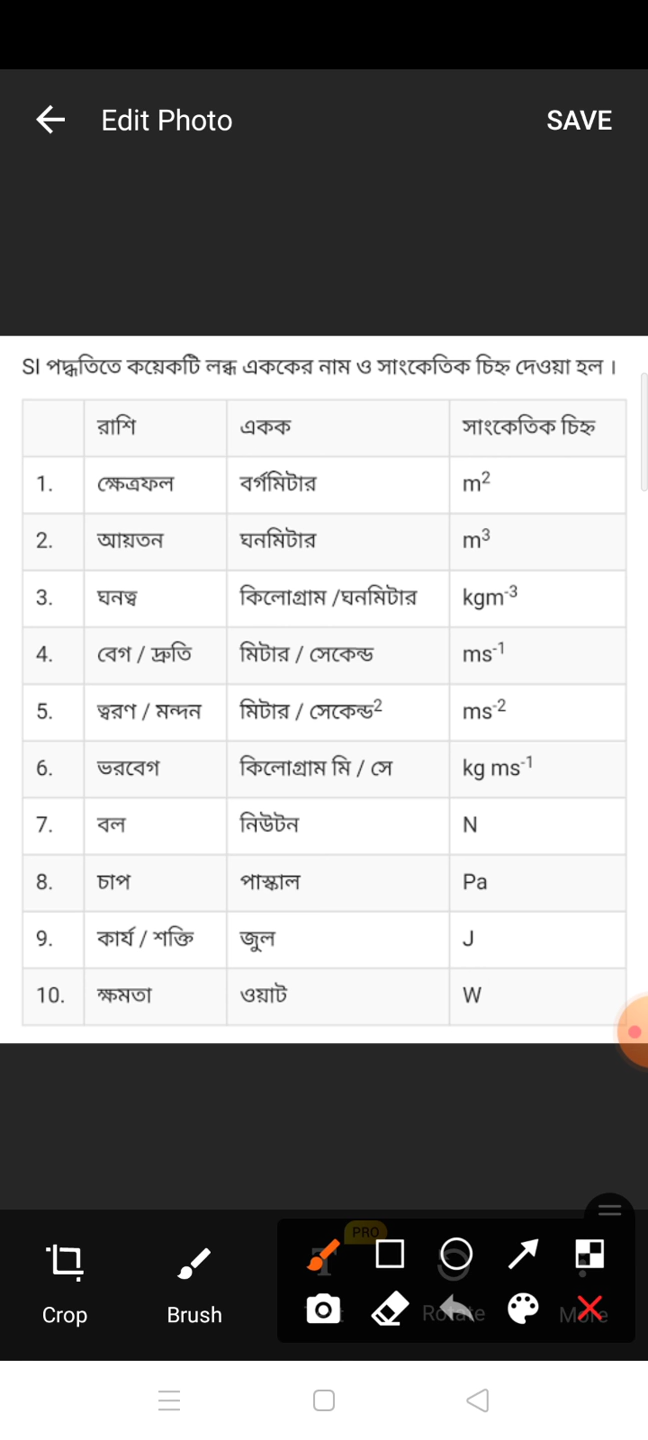 Edit Photo SAVE
SI পদ্ধতিতে কয়েকটি লব্ধ এককের নাম ও সাংকেতিক চিহ্ন দেওয়া হল ।
রাশি একক সাংকেতিক চিহ্ন
1. ক্ষেত্রফল বর্গমিটার m²
2. আয়তন ঘনমিটার m³
3. ঘনত্ব কিলোগ্রাম /ঘনমিটার kgm⁻³
4. বেগ / দ্রুতি মিটার / সেকেন্ড ms⁻¹
5. ত্বরণ / মন্দন মিটার / সেকেন্ড² ms⁻²
6. ভরবেগ কিলোগ্রাম মি / সে kg ms⁻¹
7. বল নিউটন N
8. চাপ পাস্কাল Pa
9. কার্য / শক্তি জুল J
10. ক্ষমতা ওয়াট W
PRO
Crop Brush Rotate More